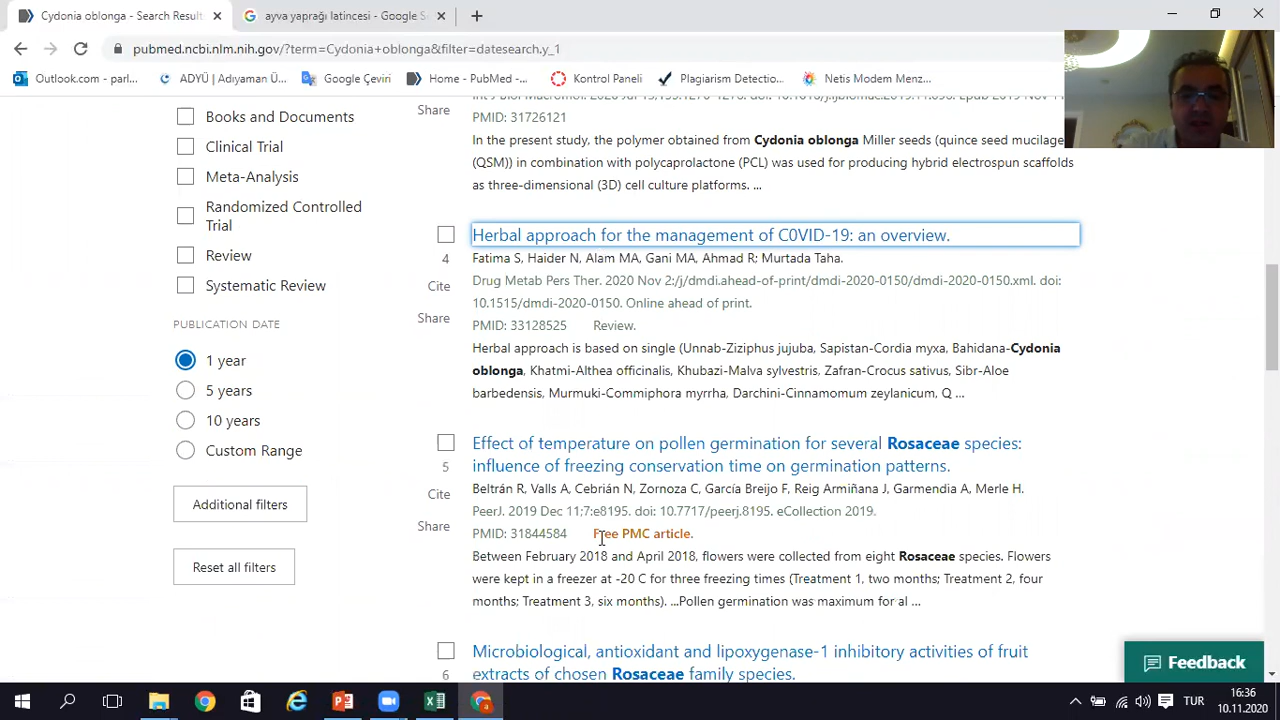 Cydonia oblonga - Search Result
ayva yaprağı latincesi - Google S
pubmed.ncbi.nlm.nih.gov/?term=Cydonia+oblonga&filter=datesearch.y_1
Outlook.com - parl...
ADYÜ | Adıyaman Ü...
Google Çeviri
Home - PubMed -...
Kontrol Paneli
Plagiarism Detectio...
Netis Modem Menz...
Books and Documents
Clinical Trial
Meta-Analysis
Randomized Controlled
Trial
Review
Systematic Review
PUBLICATION DATE
1 year
5 years
10 years
Custom Range
Additional filters
Reset all filters
Share
PMID: 31726121
In the present study, the polymer obtained from Cydonia oblonga Miller seeds (quince seed mucilage
(QSM)) in combination with polycaprolactone (PCL) was used for producing hybrid electrospun scaffolds
as three-dimensional (3D) cell culture platforms. ...
Herbal approach for the management of C0VID-19: an overview.
4
Fatima S, Haider N, Alam MA, Gani MA, Ahmad R; Murtada Taha.
Cite
Drug Metab Pers Ther. 2020 Nov 2:/j/dmdi.ahead-of-print/dmdi-2020-0150/dmdi-2020-0150.xml. doi:
10.1515/dmdi-2020-0150. Online ahead of print.
Share
PMID: 33128525 Review.
Herbal approach is based on single (Unnab-Ziziphus jujuba, Sapistan-Cordia myxa, Bahidana-Cydonia
oblonga, Khatmi-Althea officinalis, Khubazi-Malva sylvestris, Zafran-Crocus sativus, Sibr-Aloe
barbedensis, Murmuki-Commiphora myrrha, Darchini-Cinnamomum zeylanicum, Q ...
Effect of temperature on pollen germination for several Rosaceae species:
5
influence of freezing conservation time on germination patterns.
Cite
Beltrán R, Valls A, Cebrián N, Zornoza C, García Breijo F, Reig Armiñana J, Garmendia A, Merle H.
PeerJ. 2019 Dec 11;7:e8195. doi: 10.7717/peerj.8195. eCollection 2019.
Share
PMID: 31844584 Free PMC article.
Between February 2018 and April 2018, flowers were collected from eight Rosaceae species. Flowers
were kept in a freezer at -20 C for three freezing times (Treatment 1, two months; Treatment 2, four
months; Treatment 3, six months). ...Pollen germination was maximum for al ...
Microbiological, antioxidant and lipoxygenase-1 inhibitory activities of fruit
6
extracts of chosen Rosaceae family species.
Feedback
TUR
16:36
10.11.2020